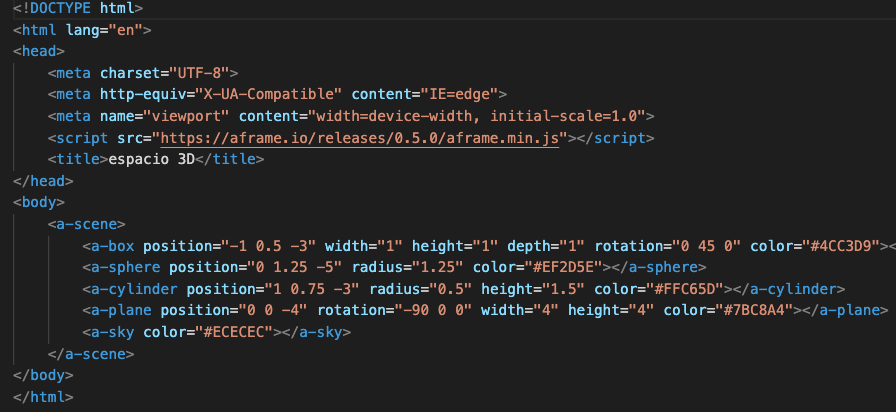 <!DOCTYPE html>
<html lang="en">
<head>
    <meta charset="UTF-8">
    <meta http-equiv="X-UA-Compatible" content="IE=edge">
    <meta name="viewport" content="width=device-width, initial-scale=1.0">
    <script src="https://aframe.io/releases/0.5.0/aframe.min.js"></script>
    <title>espacio 3D</title>
</head>
<body>
    <a-scene>
        <a-box position="-1 0.5 -3" width="1" height="1" depth="1" rotation="0 45 0" color="#4CC3D9"><
        <a-sphere position="0 1.25 -5" radius="1.25" color="#EF2D5E"></a-sphere>
        <a-cylinder position="1 0.75 -3" radius="0.5" height="1.5" color="#FFC65D"></a-cylinder>
        <a-plane position="0 0 -4" rotation="-90 0 0" width="4" height="4" color="#7BC8A4"></a-plane>
        <a-sky color="#ECECEC"></a-sky>
    </a-scene>
</body>
</html>